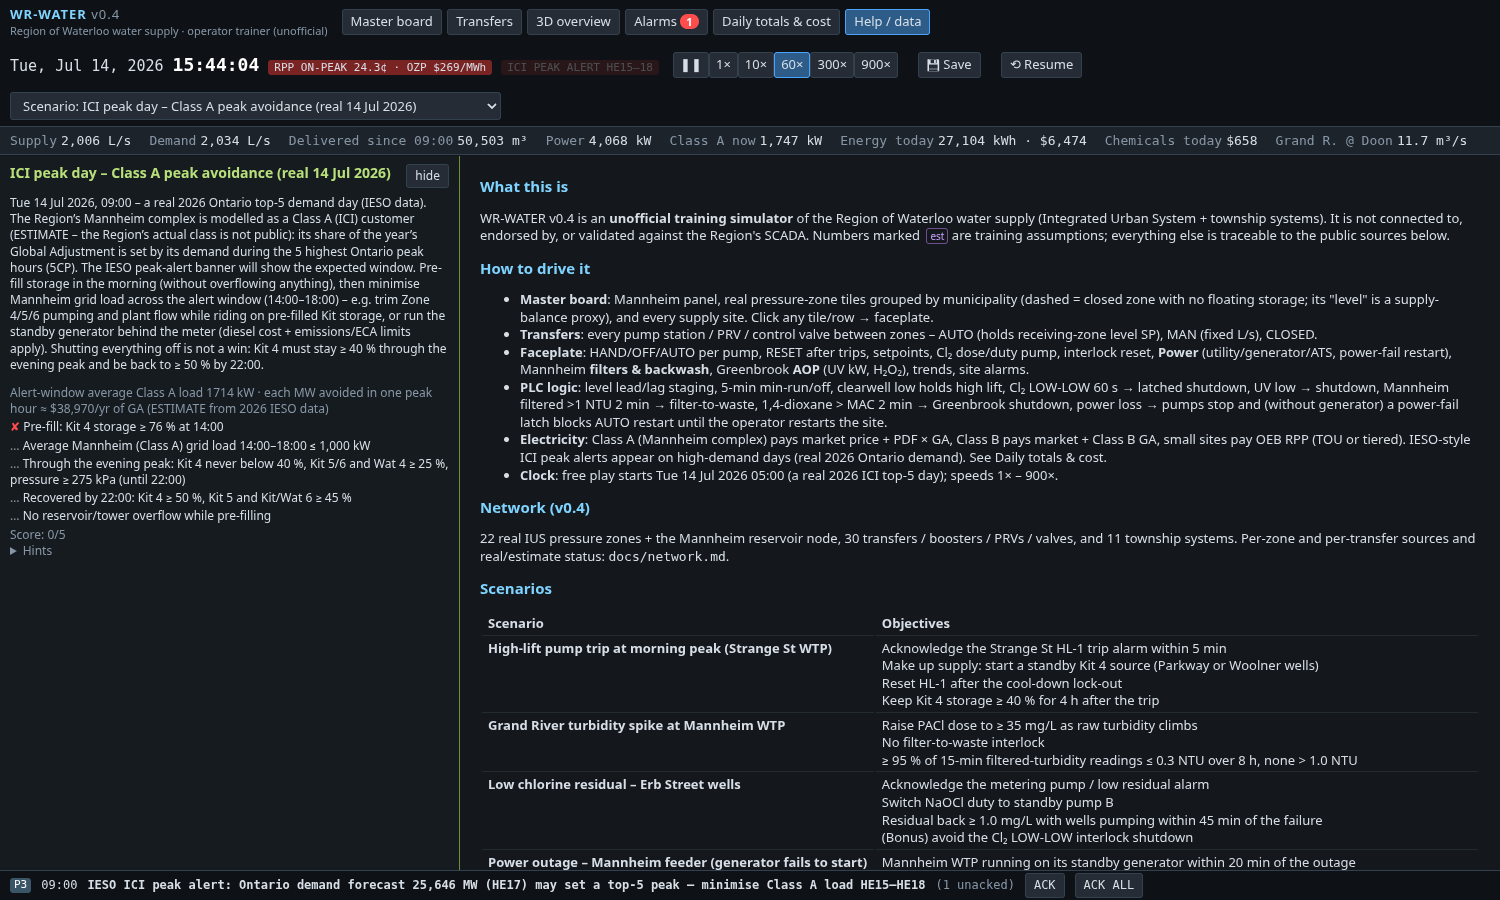 WR-WATER v0.4
Region of Waterloo water supply · operator trainer (unofficial)
Master board
Transfers
3D overview
Alarms 1
Daily totals & cost
Help / data
Tue, Jul 14, 2026 15:44:04
RPP ON-PEAK 24.3¢ · OZP $269/MWh
ICI PEAK ALERT HE15–18
❚❚
1×
10×
60×
300×
900×
💾 Save
⟲ Resume
Scenario: ICI peak day – Class A peak avoidance (real 14 Jul 2026)
Supply 2,006 L/s
Demand 2,034 L/s
Delivered since 09:00 50,503 m³
Power 4,068 kW
Class A now 1,747 kW
Energy today 27,104 kWh · $6,474
Chemicals today $658
Grand R. @ Doon 11.7 m³/s
ICI peak day – Class A peak avoidance (real 14 Jul 2026)
hide
Tue 14 Jul 2026, 09:00 – a real 2026 Ontario top-5 demand day (IESO data).
The Region's Mannheim complex is modelled as a Class A (ICI) customer
(ESTIMATE – the Region's actual class is not public): its share of the year's
Global Adjustment is set by its demand during the 5 highest Ontario peak
hours (5CP). The IESO peak-alert banner will show the expected window. Pre-
fill storage in the morning (without overflowing anything), then minimise
Mannheim grid load across the alert window (14:00–18:00) – e.g. trim Zone
4/5/6 pumping and plant flow while riding on pre-filled Kit storage, or run the
standby generator behind the meter (diesel cost + emissions/ECA limits
apply). Shutting everything off is not a win: Kit 4 must stay ≥ 40 % through the
evening peak and be back to ≥ 50 % by 22:00.
Alert-window average Class A load 1714 kW · each MW avoided in one peak
hour ≈ $38,970/yr of GA (ESTIMATE from 2026 IESO data)
✘ Pre-fill: Kit 4 storage ≥ 76 % at 14:00
… Average Mannheim (Class A) grid load 14:00–18:00 ≤ 1,000 kW
… Through the evening peak: Kit 4 never below 40 %, Kit 5/6 and Wat 4 ≥ 25 %,
pressure ≥ 275 kPa (until 22:00)
… Recovered by 22:00: Kit 4 ≥ 50 %, Kit 5 and Kit/Wat 6 ≥ 45 %
… No reservoir/tower overflow while pre-filling
Score: 0/5
▶ Hints
What this is
WR-WATER v0.4 is an unofficial training simulator of the Region of Waterloo water supply (Integrated Urban System + township systems). It is not connected to,
endorsed by, or validated against the Region's SCADA. Numbers marked est are training assumptions; everything else is traceable to the public sources below.
How to drive it
• Master board: Mannheim panel, real pressure-zone tiles grouped by municipality (dashed = closed zone with no floating storage; its "level" is a supply-
balance proxy), and every supply site. Click any tile/row → faceplate.
• Transfers: every pump station / PRV / control valve between zones – AUTO (holds receiving-zone level SP), MAN (fixed L/s), CLOSED.
• Faceplate: HAND/OFF/AUTO per pump, RESET after trips, setpoints, Cl₂ dose/duty pump, interlock reset, Power (utility/generator/ATS, power-fail restart),
Mannheim filters & backwash, Greenbrook AOP (UV kW, H₂O₂), trends, site alarms.
• PLC logic: level lead/lag staging, 5-min min-run/off, clearwell low holds high lift, Cl₂ LOW-LOW 60 s → latched shutdown, UV low → shutdown, Mannheim
filtered >1 NTU 2 min → filter-to-waste, 1,4-dioxane > MAC 2 min → Greenbrook shutdown, power loss → pumps stop and (without generator) a power-fail
latch blocks AUTO restart until the operator restarts the site.
• Electricity: Class A (Mannheim complex) pays market price + PDF × GA, Class B pays market + Class B GA, small sites pay OEB RPP (TOU or tiered). IESO-style
ICI peak alerts appear on high-demand days (real 2026 Ontario demand). See Daily totals & cost.
• Clock: free play starts Tue 14 Jul 2026 05:00 (a real 2026 ICI top-5 day); speeds 1× – 900×.
Network (v0.4)
22 real IUS pressure zones + the Mannheim reservoir node, 30 transfers / boosters / PRVs / valves, and 11 township systems. Per-zone and per-transfer sources and
real/estimate status: docs/network.md.
Scenarios
Scenario
Objectives
High-lift pump trip at morning peak (Strange St WTP)
Acknowledge the Strange St HL-1 trip alarm within 5 min
Make up supply: start a standby Kit 4 source (Parkway or Woolner wells)
Reset HL-1 after the cool-down lock-out
Keep Kit 4 storage ≥ 40 % for 4 h after the trip
Grand River turbidity spike at Mannheim WTP
Raise PACl dose to ≥ 35 mg/L as raw turbidity climbs
No filter-to-waste interlock
≥ 95 % of 15-min filtered-turbidity readings ≤ 0.3 NTU over 8 h, none > 1.0 NTU
Low chlorine residual – Erb Street wells
Acknowledge the metering pump / low residual alarm
Switch NaOCl duty to standby pump B
Residual back ≥ 1.0 mg/L with wells pumping within 45 min of the failure
(Bonus) avoid the Cl₂ LOW-LOW interlock shutdown
Power outage – Mannheim feeder (generator fails to start)
Mannheim WTP running on its standby generator within 20 min of the outage
P3 09:00 IESO ICI peak alert: Ontario demand forecast 25,646 MW (HE17) may set a top-5 peak — minimise Class A load HE15–HE18 (1 unacked)
ACK
ACK ALL